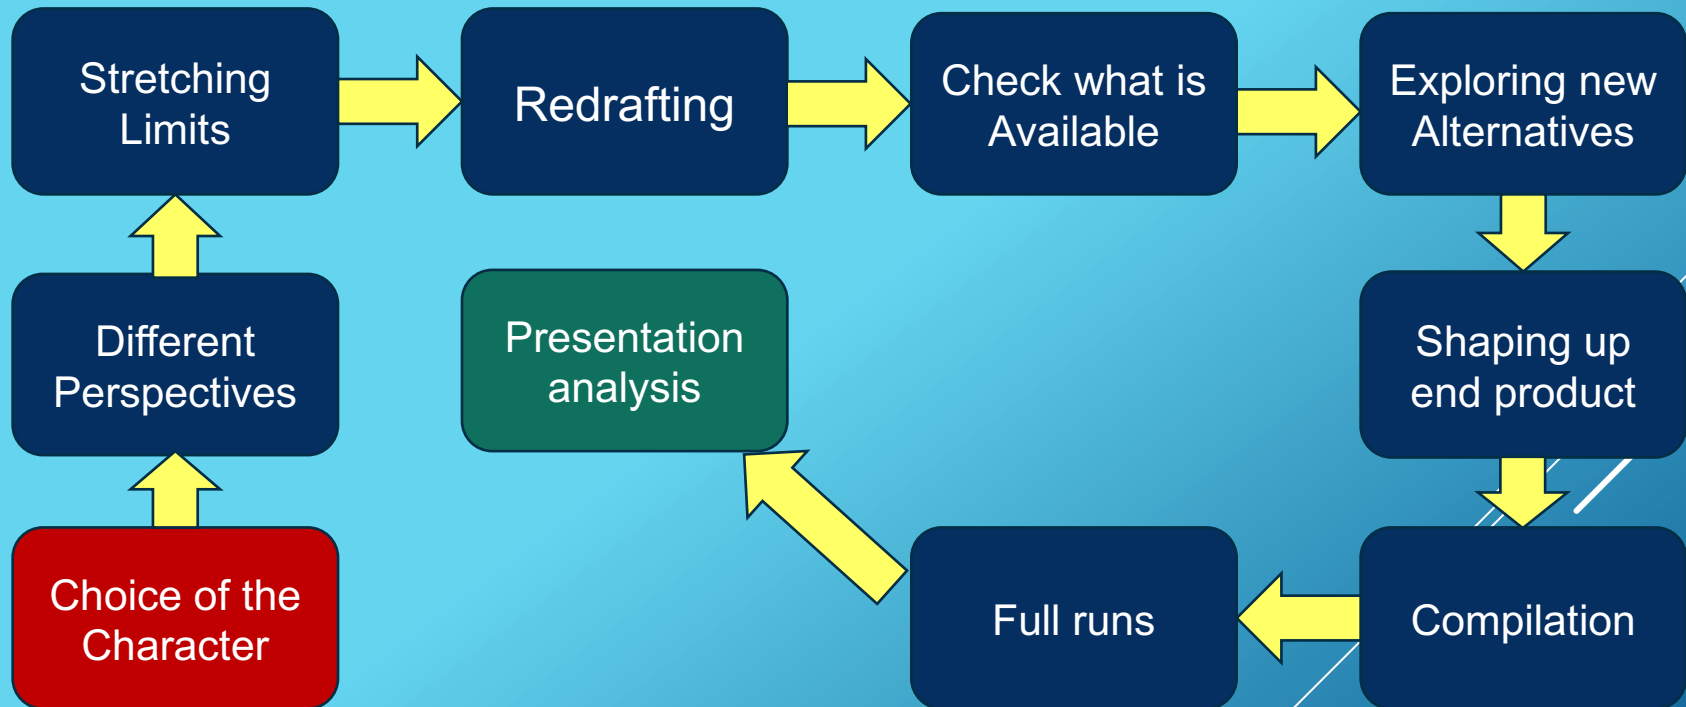 Stretching
Limits
Redrafting
Check what is
Available
Exploring new
Alternatives
Different
Perspectives
Presentation
analysis
Shaping up
end product
Choice of the
Character
Full runs
Compilation